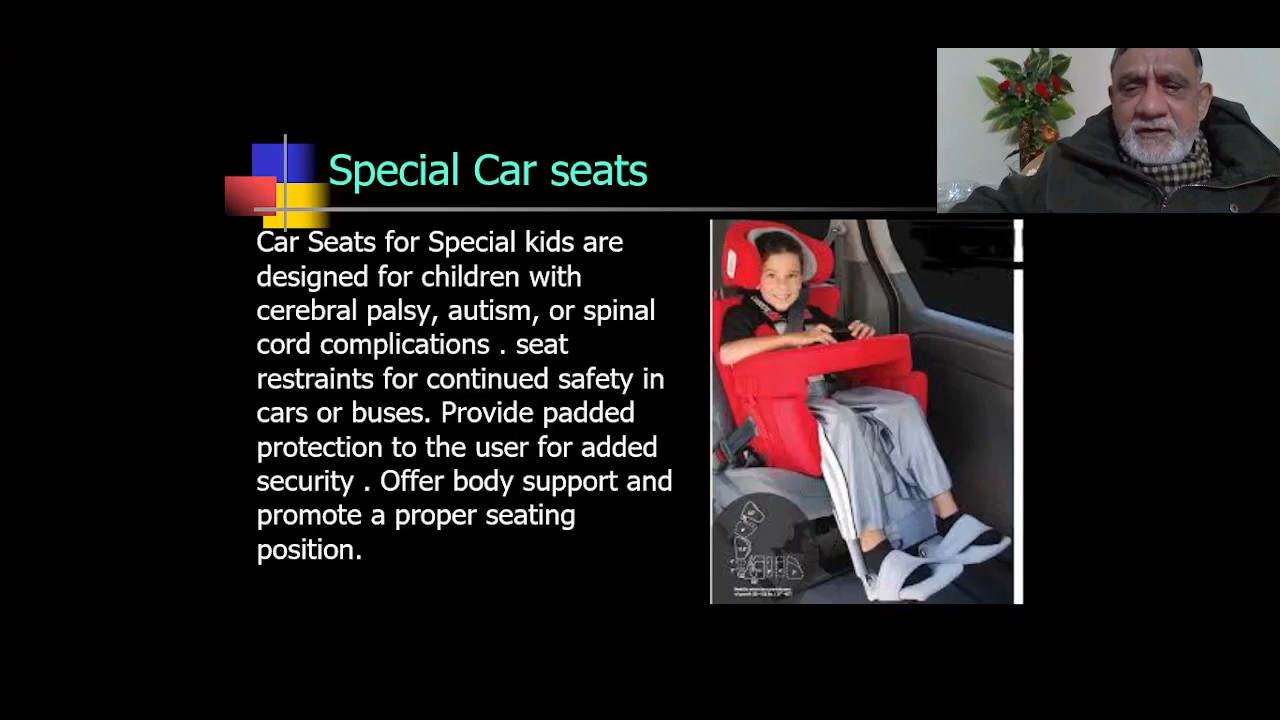 Special Car seats
Car Seats for Special kids are
designed for children with
cerebral palsy, autism, or spinal
cord complications . seat
restraints for continued safety in
cars or buses. Provide padded
protection to the user for added
security . Offer body support and
promote a proper seating
position.